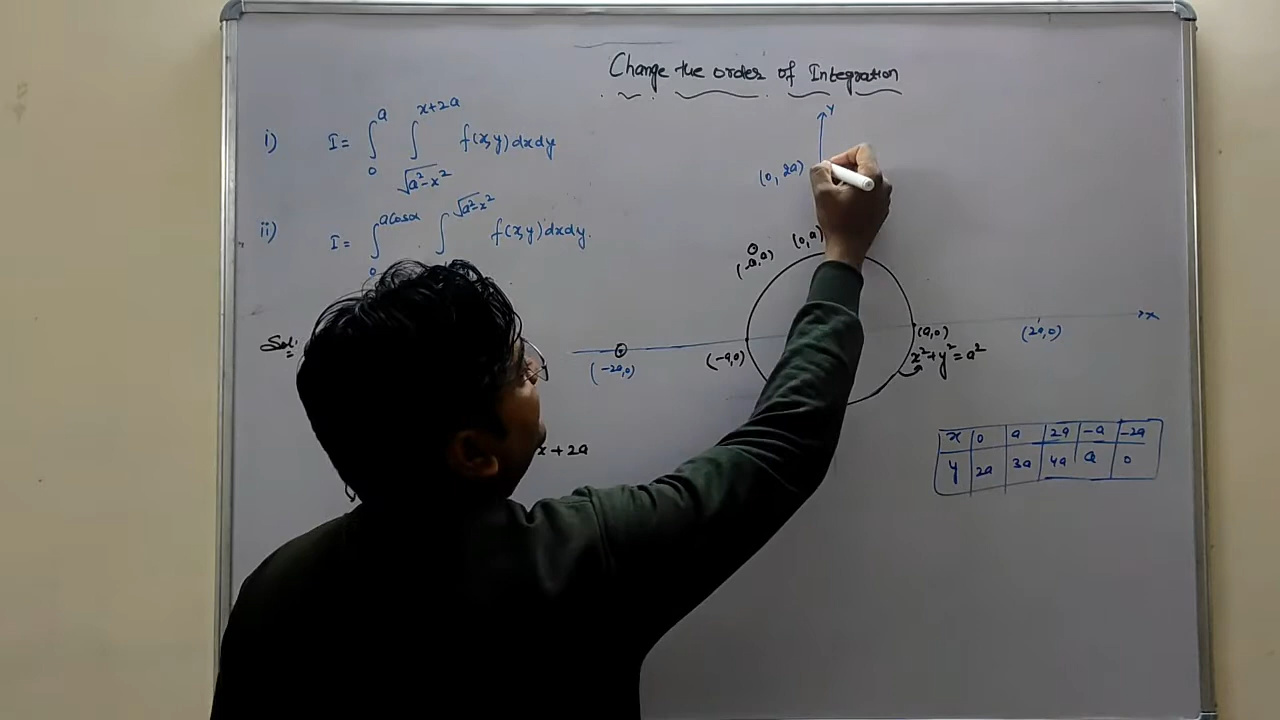 Change the order of Integration
i) I = ∫₀^a ∫_{√a²-x²}^{x+2a} f(x,y) dx dy
ii) I = ∫₀^{a cosα} ∫^{√a²-x²} f(x,y) dx dy.
Sol:
x + 2a
Y
(0, 2a)
(0,a)
(-a,a)
X
(-2a,0)
(-a,0)
(a,0)
(2a,0)
x²+y² = a²
x 0 a 2a -a -2a
y 2a 3a 4a a 0